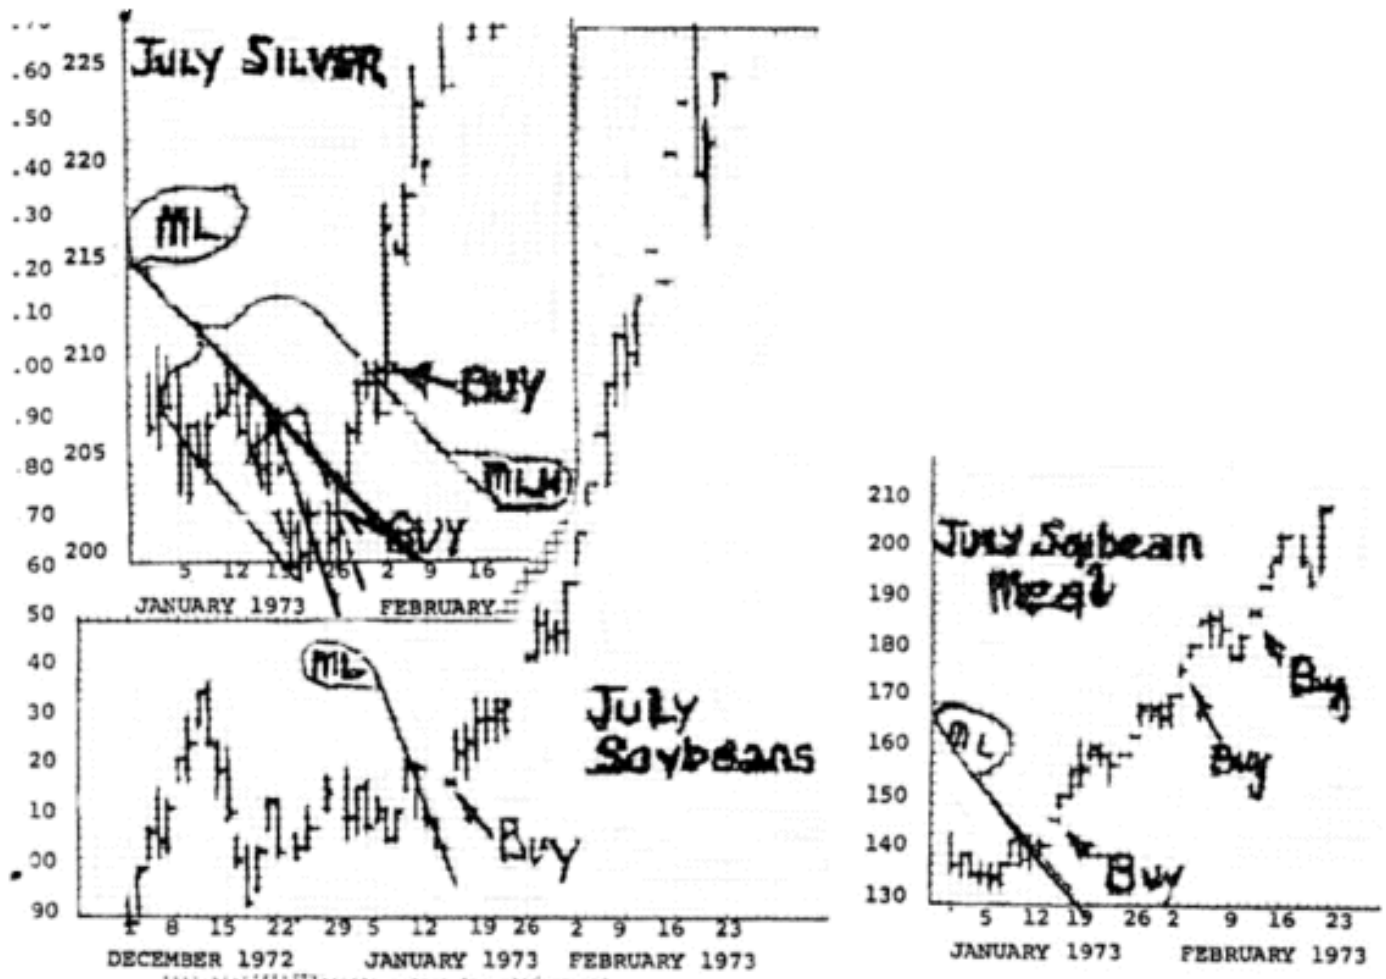 .70
.60 225
JULY SILVER
.50
.40 220
.30
ML
215
.20
.10
.00 210
BUY
.90
205
.80
MLH
.70
BUY
200
60
5 12 19 26 2 9 16
JANUARY 1973 FEBRUARY
50
40
ML
30
July
Soybeans
20
10
BUY
00
90
1 8 15 22 29 5 12 19 26 2 9 16 23
DECEMBER 1972 JANUARY 1973 FEBRUARY 1973
210
July Soybean
Meal
200
190
180
Buy
170
160
ML
Buy
150
140
Buy
130
5 12 19 26 2 9 16 23
JANUARY 1973 FEBRUARY 1973